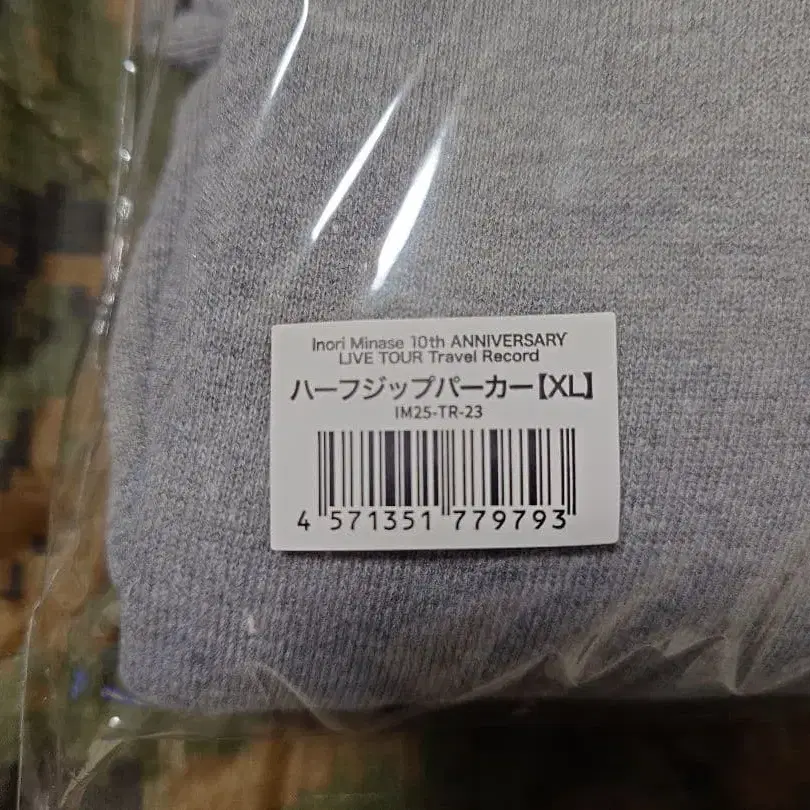 Inori Minase 10th ANNIVERSARY
LIVE TOUR Travel Record
ハーフジップパーカー【XL】
IM25-TR-23
4 571351 779793